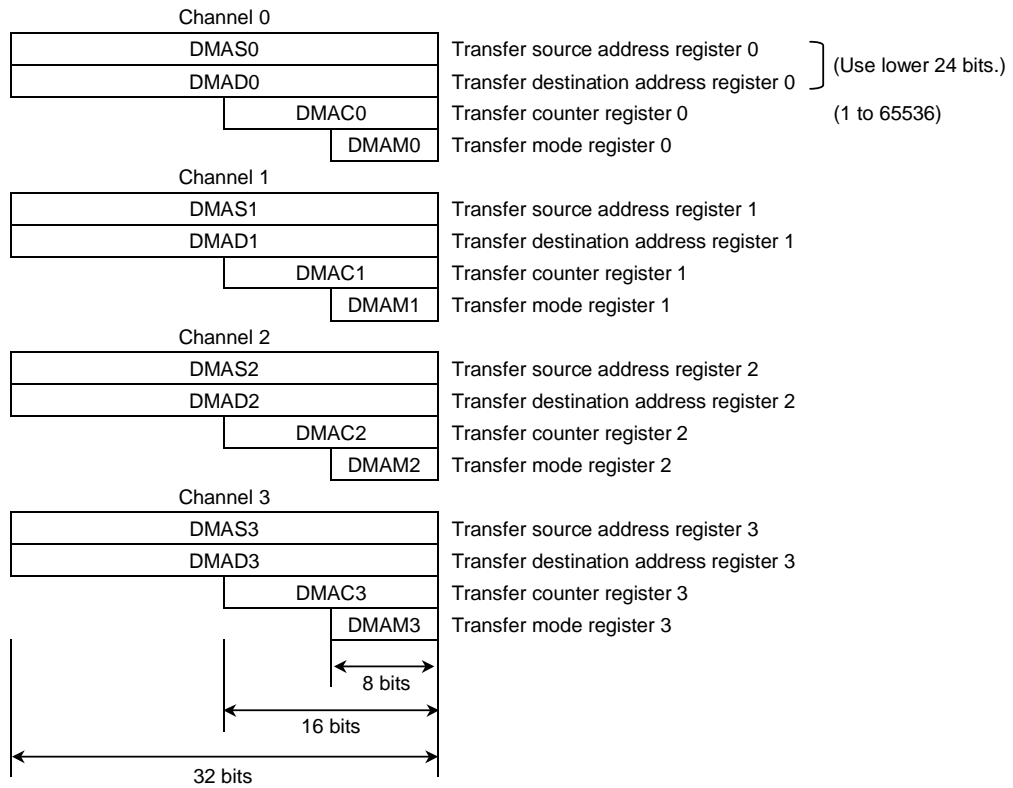 Channel 0
DMAS0 Transfer source address register 0
(Use lower 24 bits.)
DMAD0 Transfer destination address register 0
DMAC0 Transfer counter register 0 (1 to 65536)
DMAM0 Transfer mode register 0
Channel 1
DMAS1 Transfer source address register 1
DMAD1 Transfer destination address register 1
DMAC1 Transfer counter register 1
DMAM1 Transfer mode register 1
Channel 2
DMAS2 Transfer source address register 2
DMAD2 Transfer destination address register 2
DMAC2 Transfer counter register 2
DMAM2 Transfer mode register 2
Channel 3
DMAS3 Transfer source address register 3
DMAD3 Transfer destination address register 3
DMAC3 Transfer counter register 3
DMAM3 Transfer mode register 3
8 bits
16 bits
32 bits